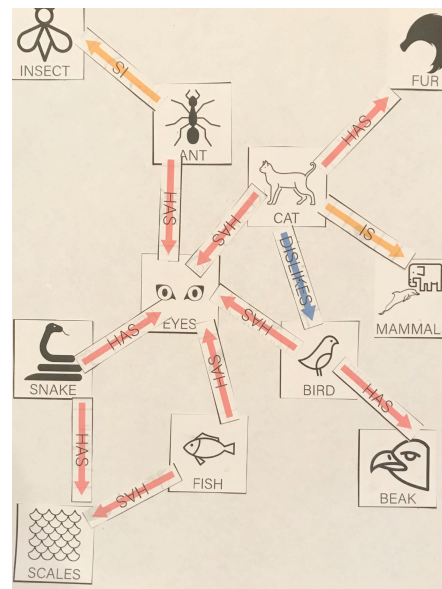 INSECT
IS
FUR
ANT
HAS
HAS
HAS
CAT
IS
DISLIKES
MAMMAL
EYES
HAS
HAS
SNAKE
HAS
BIRD
HAS
HAS
HAS
FISH
BEAK
SCALES